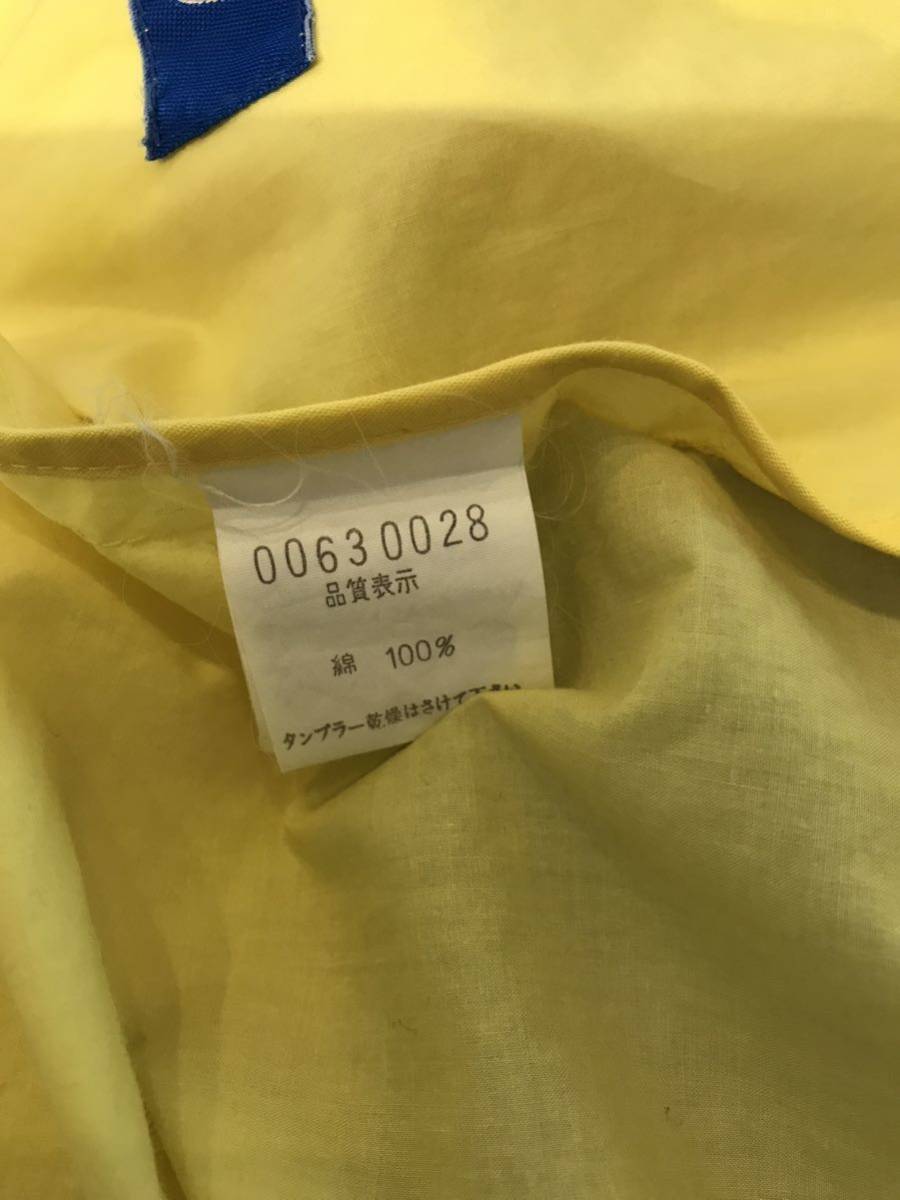 00630028
品質表示
綿 100%
タンブラー乾燥はさけて下さい